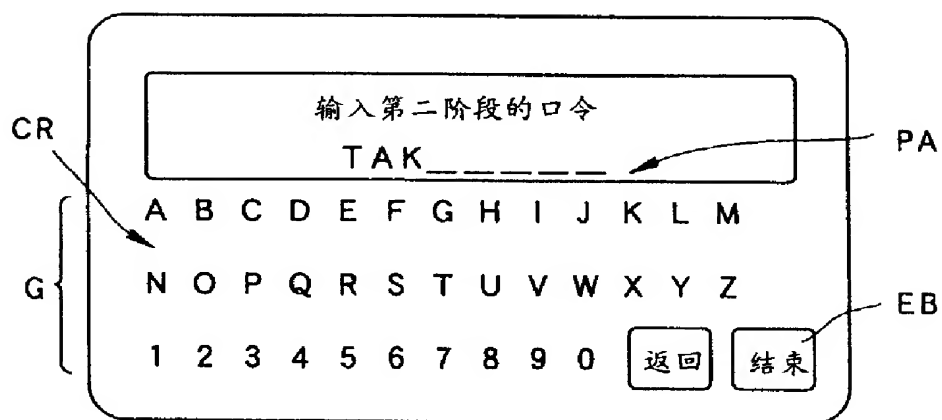 输入第二阶段的口令
CR
TAK_ _ _ _ _
PA
A B C D E F G H I J K L M
G
N O P Q R S T U V W X Y Z
EB
1 2 3 4 5 6 7 8 9 0 返回 结束